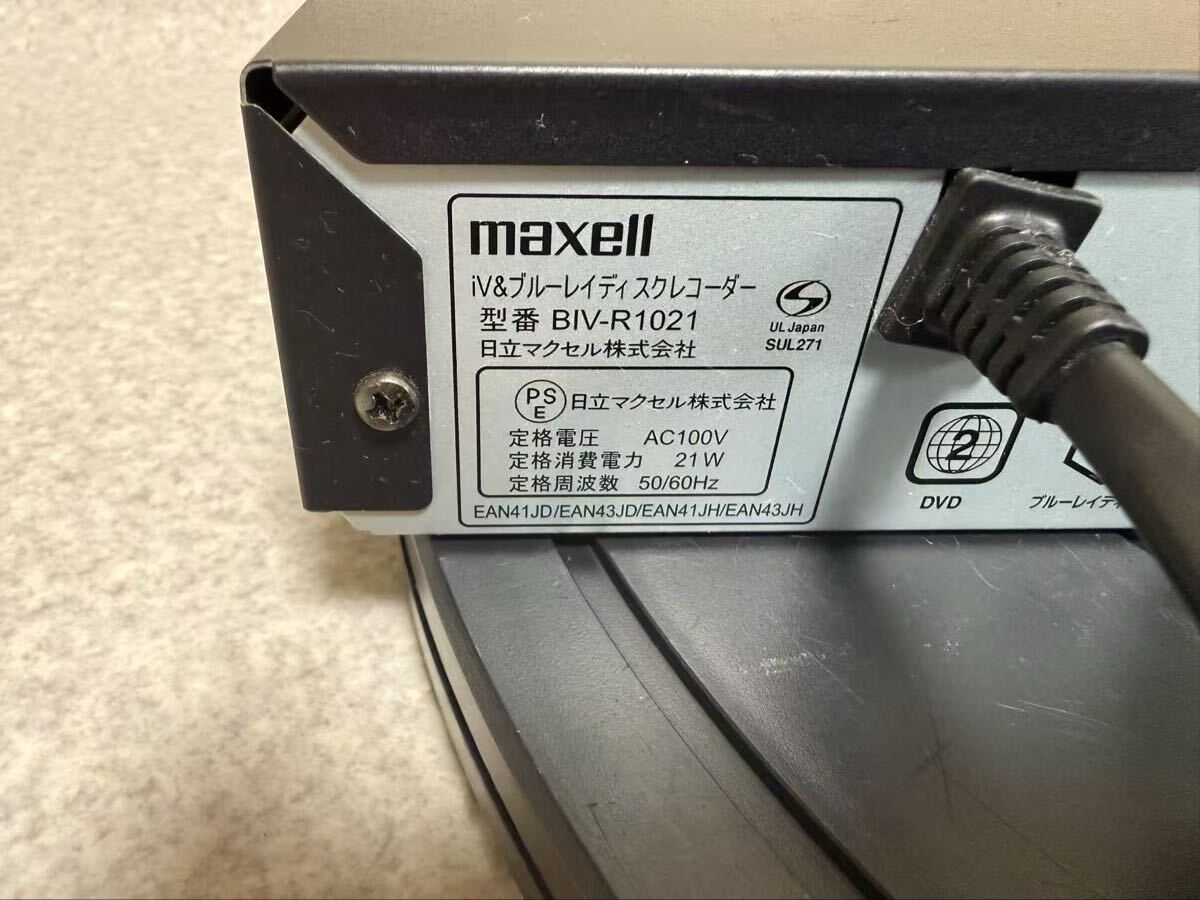 maxell
iV&ブルーレイディスクレコーダー
型番 BIV-R1021
日立マクセル株式会社
UL Japan
SUL271
PS
E
日立マクセル株式会社
定格電圧 AC100V
定格消費電力 21W
定格周波数 50/60Hz
EAN41JD/EAN43JD/EAN41JH/EAN43JH
2
DVD
ブルーレイデ